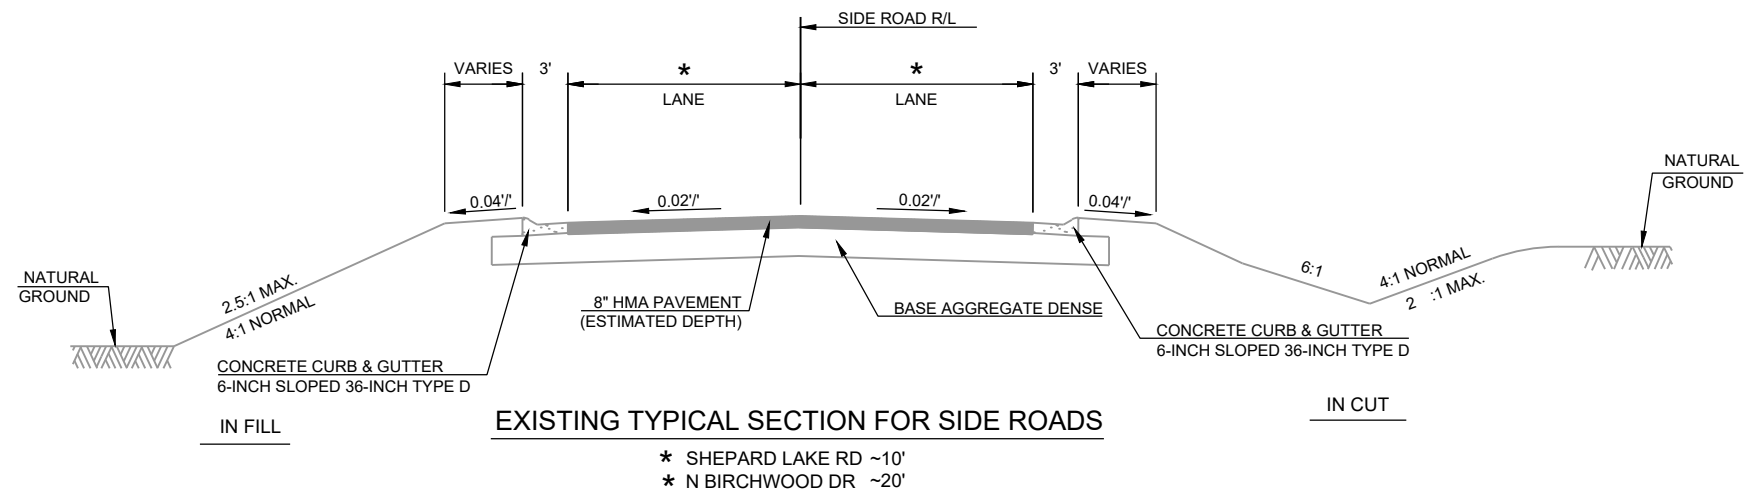 SIDE ROAD R/L
VARIES 3' * * 3' VARIES
LANE LANE
0.04'/' 0.02'/' 0.02'/' 0.04'/'
NATURAL
GROUND
6:1
4:1 NORMAL
2 :1 MAX.
NATURAL
GROUND
2.5:1 MAX.
4:1 NORMAL
8" HMA PAVEMENT
(ESTIMATED DEPTH)
BASE AGGREGATE DENSE
CONCRETE CURB & GUTTER
6-INCH SLOPED 36-INCH TYPE D
CONCRETE CURB & GUTTER
6-INCH SLOPED 36-INCH TYPE D
IN FILL
IN CUT
EXISTING TYPICAL SECTION FOR SIDE ROADS
* SHEPARD LAKE RD ~10'
* N BIRCHWOOD DR ~20'